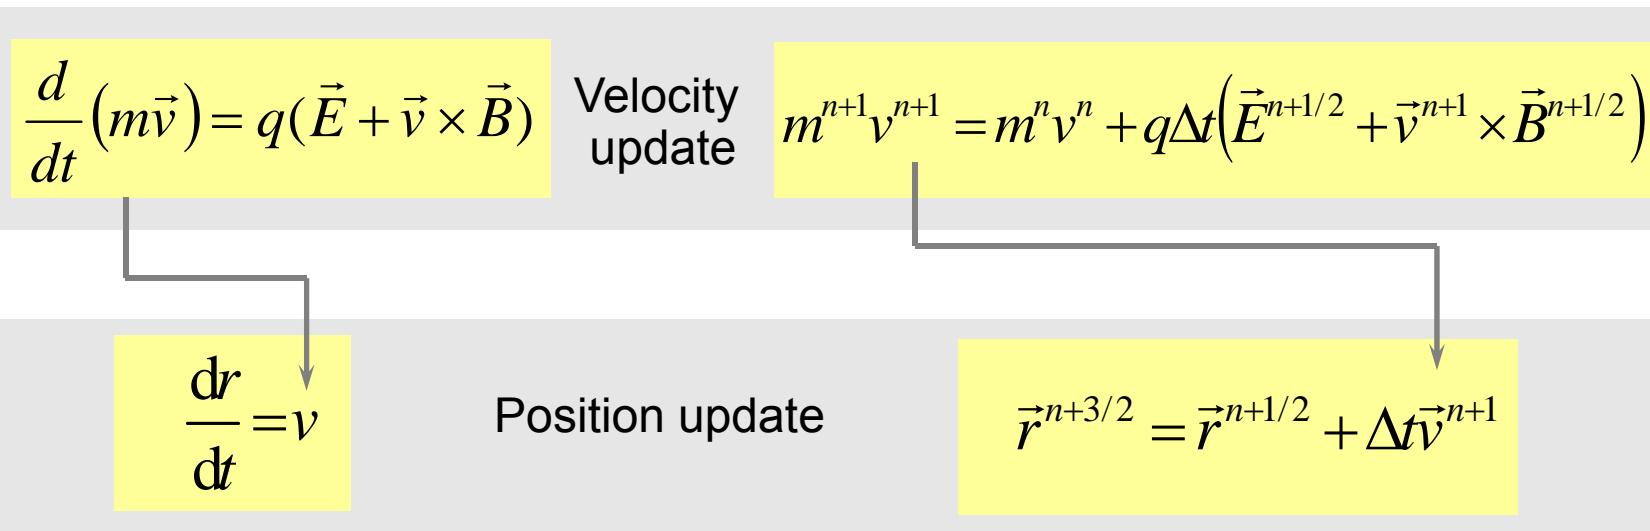 d/dt (mv⃗) = q(E⃗ + v⃗ × B⃗)
Velocity
update
m^{n+1}v^{n+1} = m^n v^n + qΔt(E⃗^{n+1/2} + v⃗^{n+1} × B⃗^{n+1/2})
dr/dt = v
Position update
r⃗^{n+3/2} = r⃗^{n+1/2} + Δtv⃗^{n+1}